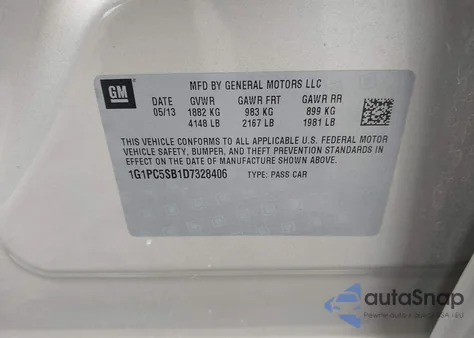 GM
MFD BY GENERAL MOTORS LLC
DATE GVWR GAWR FRT GAWR RR
05/13 1882 KG 983 KG 899 KG
4148 LB 2167 LB 1981 LB
THIS VEHICLE CONFORMS TO ALL APPLICABLE U.S. FEDERAL MOTOR
VEHICLE SAFETY, BUMPER, AND THEFT PREVENTION STANDARDS IN
EFFECT ON THE DATE OF MANUFACTURE SHOWN ABOVE.
1G1PC5SB1D7328406 TYPE: PASS CAR
autoSnap